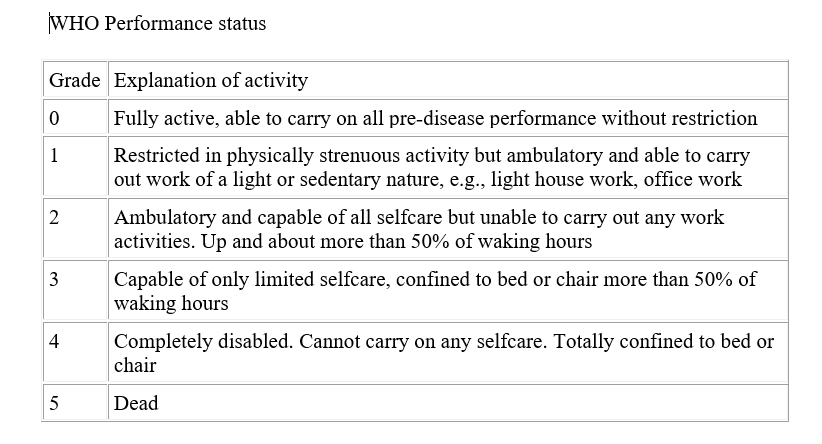 WHO Performance status
Grade Explanation of activity
0 Fully active, able to carry on all pre-disease performance without restriction
1 Restricted in physically strenuous activity but ambulatory and able to carry
out work of a light or sedentary nature, e.g., light house work, office work
2 Ambulatory and capable of all selfcare but unable to carry out any work
activities. Up and about more than 50% of waking hours
3 Capable of only limited selfcare, confined to bed or chair more than 50% of
waking hours
4 Completely disabled. Cannot carry on any selfcare. Totally confined to bed or
chair
5 Dead